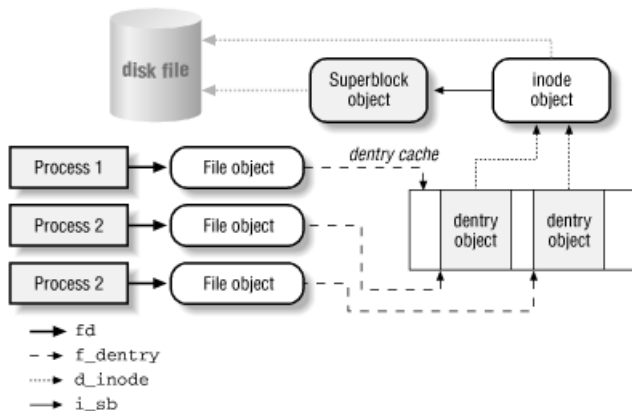 disk file
Superblock
object
inode
object
Process 1
File object
dentry cache
Process 2
File object
dentry
object
dentry
object
Process 2
File object
fd
f_dentry
d_inode
i_sb